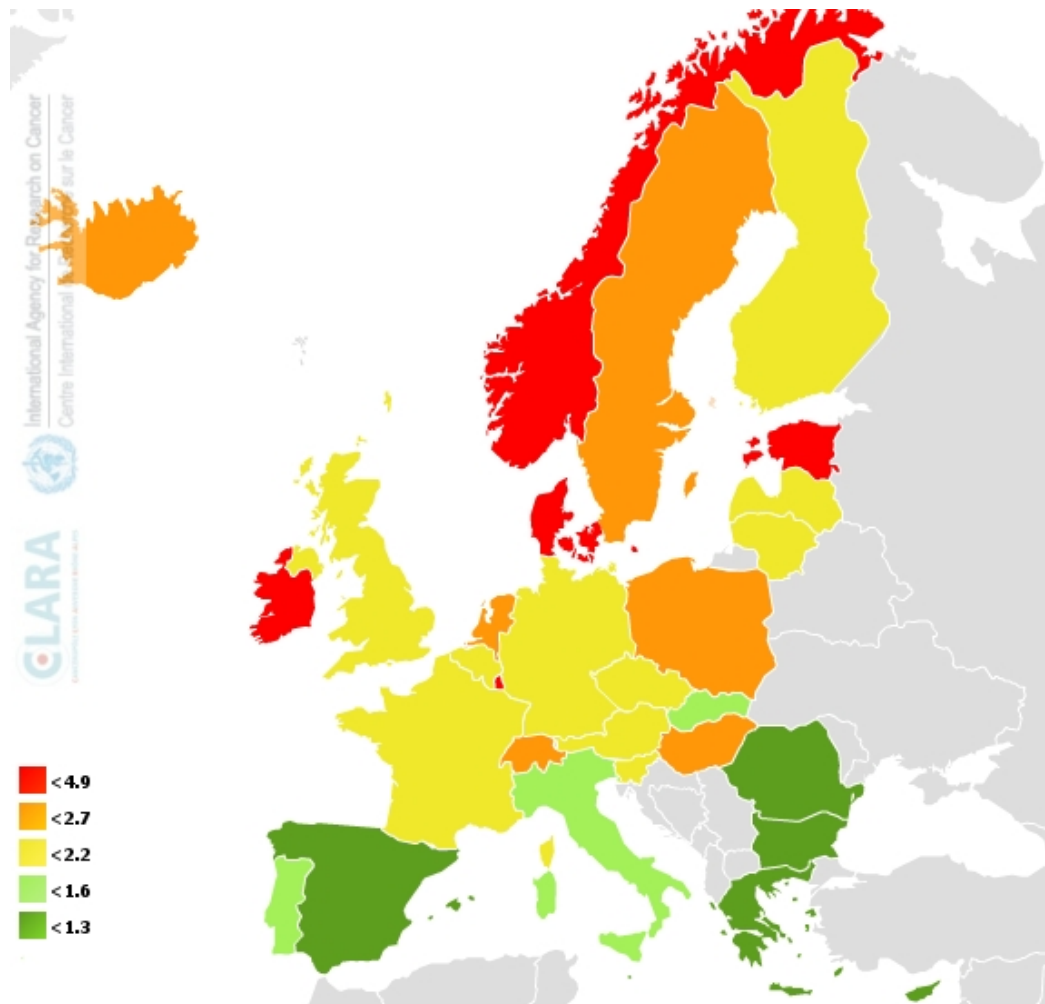 International Agency for Research on Cancer
Centre International de Recherche sur le Cancer
CLARA
<4.9
<2.7
<2.2
<1.6
<1.3